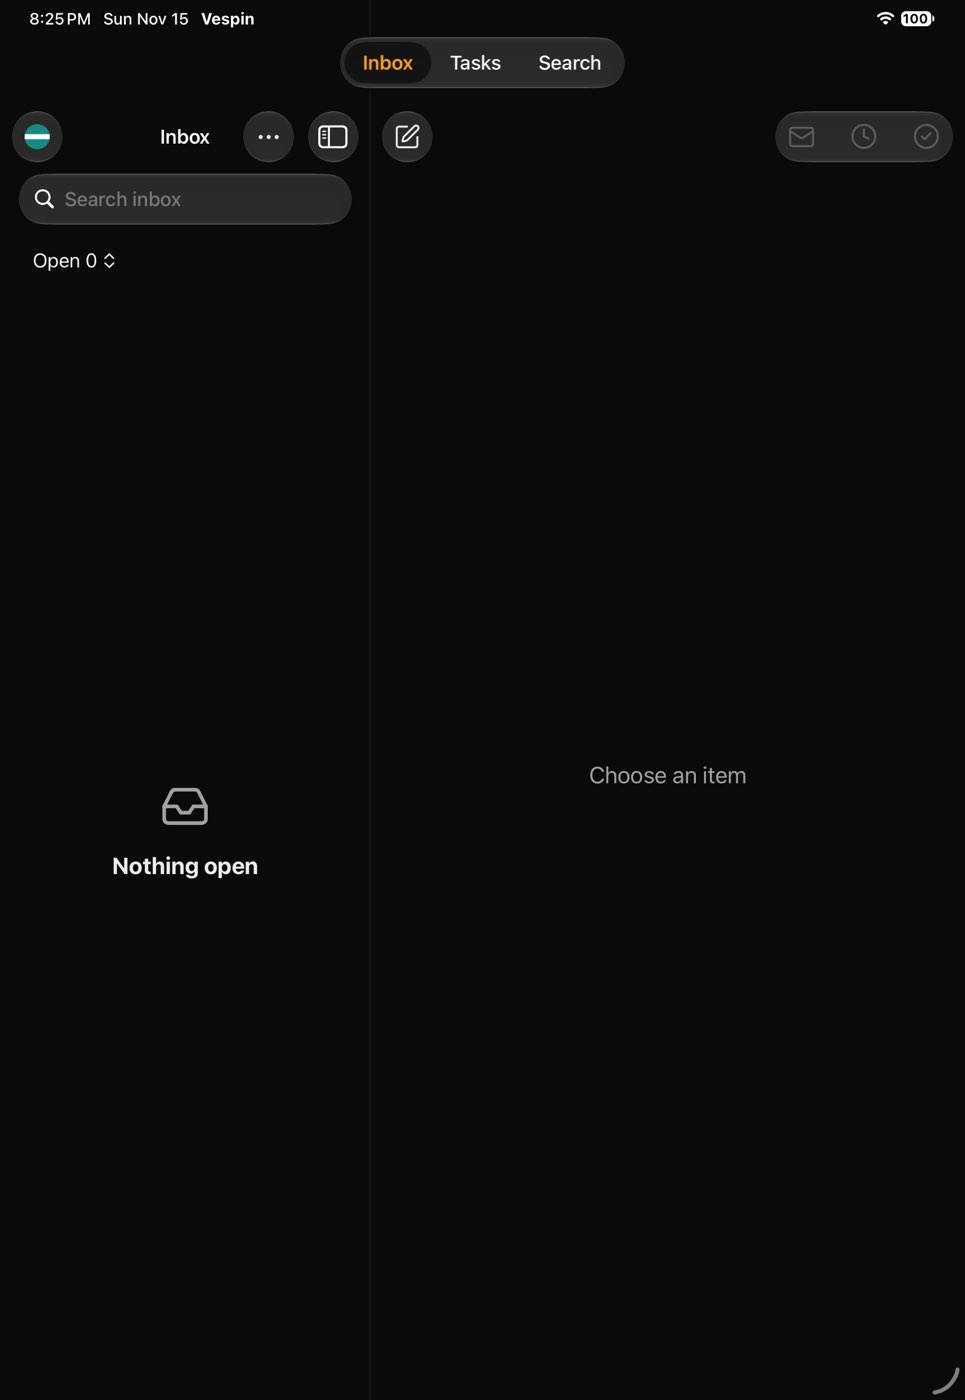 8:25 PM Sun Nov 15 Vespin
100
Inbox Tasks Search
Inbox
Search inbox
Open 0
Choose an item
Nothing open